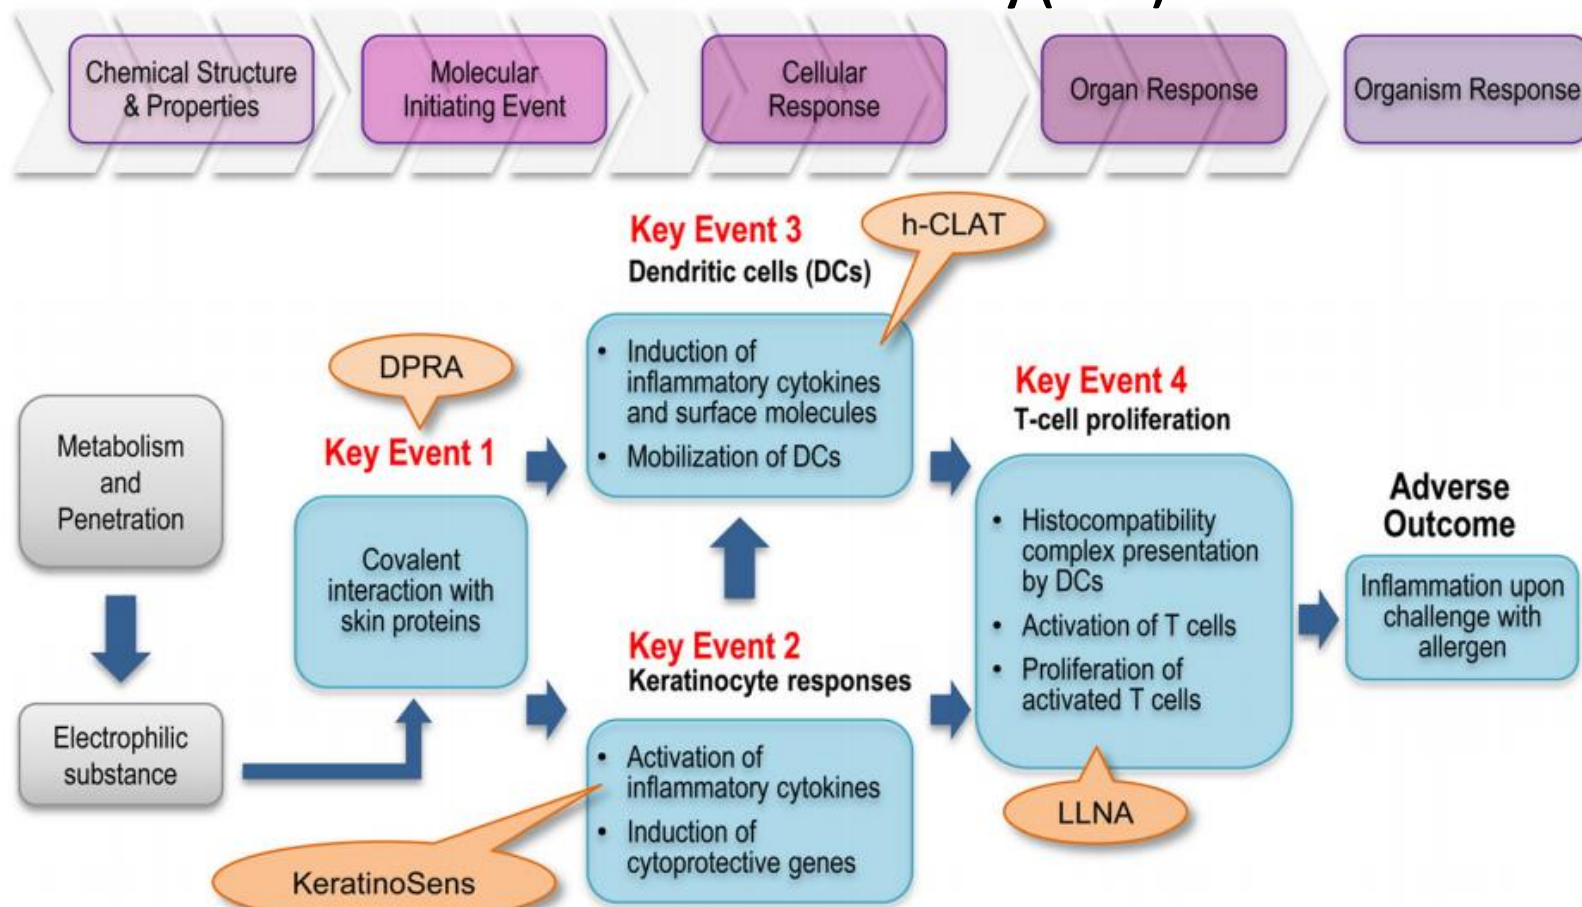 Chemical Structure
& Properties
Molecular
Initiating Event
Cellular
Response
Organ Response
Organism Response
Key Event 3
Dendritic cells (DCs)
h-CLAT
• Induction of
inflammatory cytokines
and surface molecules
• Mobilization of DCs
DPRA
Key Event 1
Covalent
interaction with
skin proteins
Metabolism
and
Penetration
Electrophilic
substance
Key Event 2
Keratinocyte responses
• Activation of
inflammatory cytokines
• Induction of
cytoprotective genes
KeratinoSens
Key Event 4
T-cell proliferation
• Histocompatibility
complex presentation
by DCs
• Activation of T cells
• Proliferation of
activated T cells
LLNA
Adverse
Outcome
Inflammation upon
challenge with
allergen